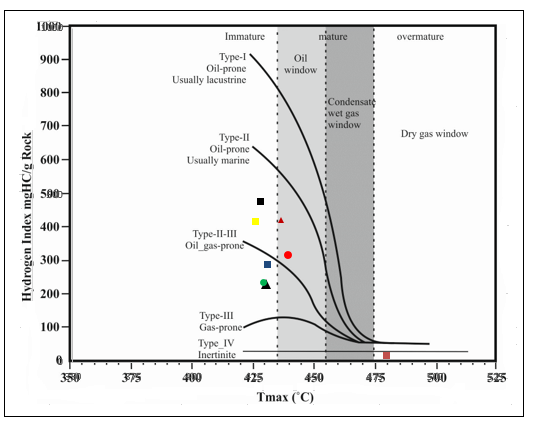 1000
900
800
700
600
500
400
300
200
100
0
Hydrogen Index mgHC/g Rock
Immature
mature
overmature
Type-I
Oil-prone
Usually lacustrine
Oil
window
Condensate
wet gas
window
Dry gas window
Type-II
Oil-prone
Usually marine
Type-II-III
Oil_gas-prone
Type-III
Gas-prone
Type_IV
Inertinite
350 375 400 425 450 475 500 525
Tmax (°C)